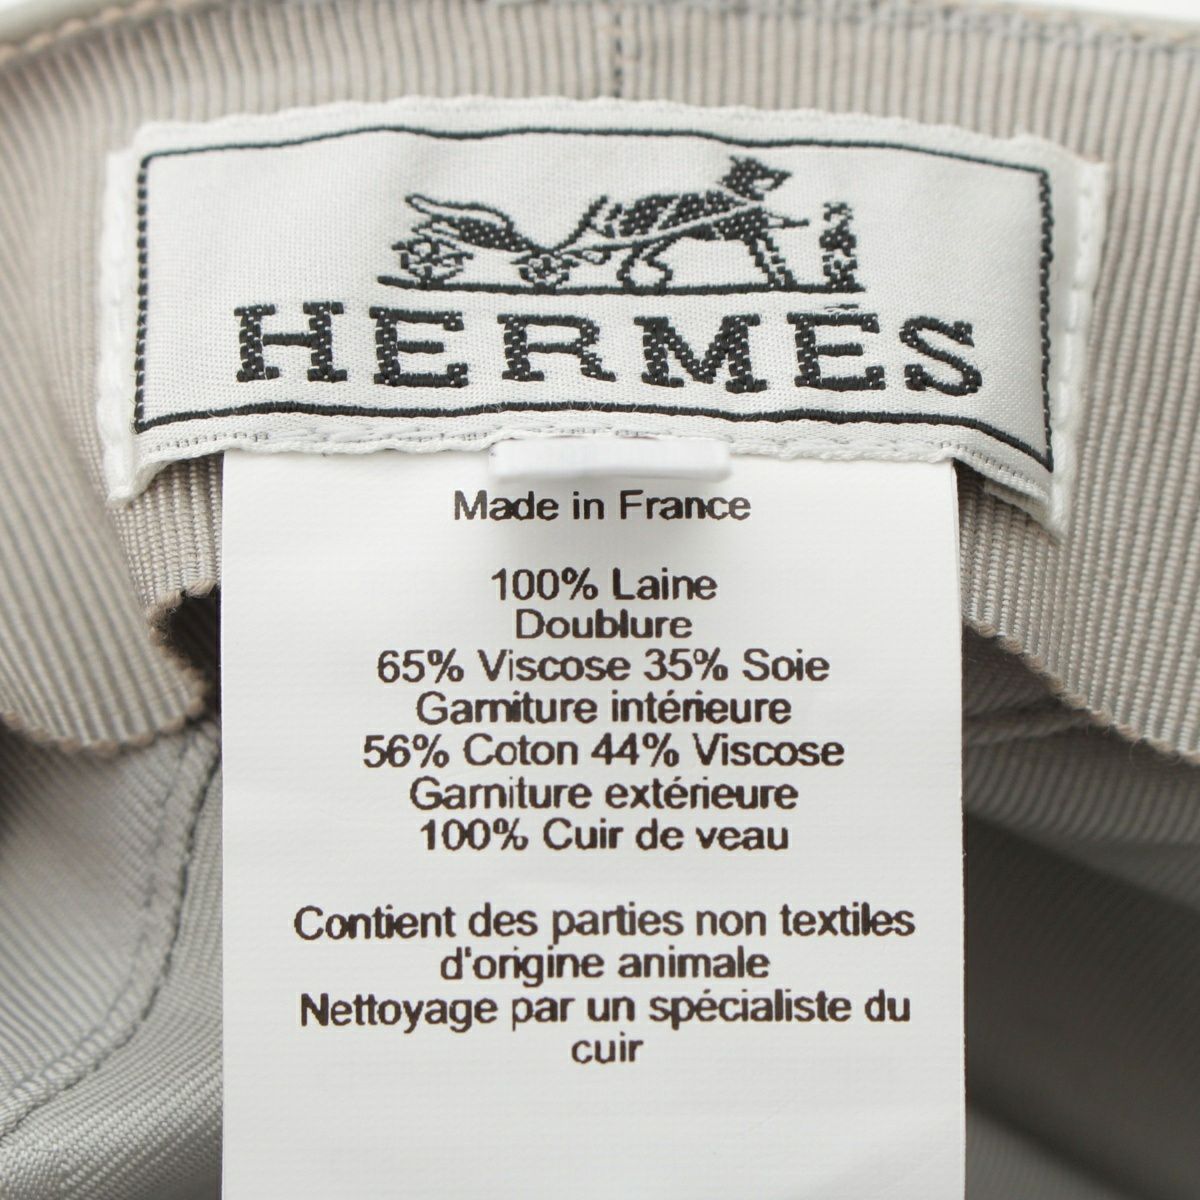 HERMÈS
Made in France
100% Laine
Doublure
65% Viscose 35% Soie
Garniture intérieure
56% Coton 44% Viscose
Garniture extérieure
100% Cuir de veau
Contient des parties non textiles
d'origine animale
Nettoyage par un spécialiste du
cuir